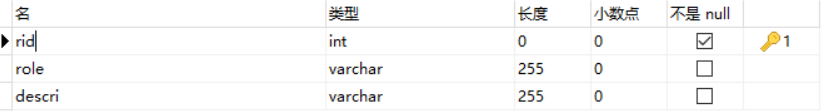 名 类型 长度 小数点 不是 null
rid int 0 0 1
role varchar 255 0
descri varchar 255 0